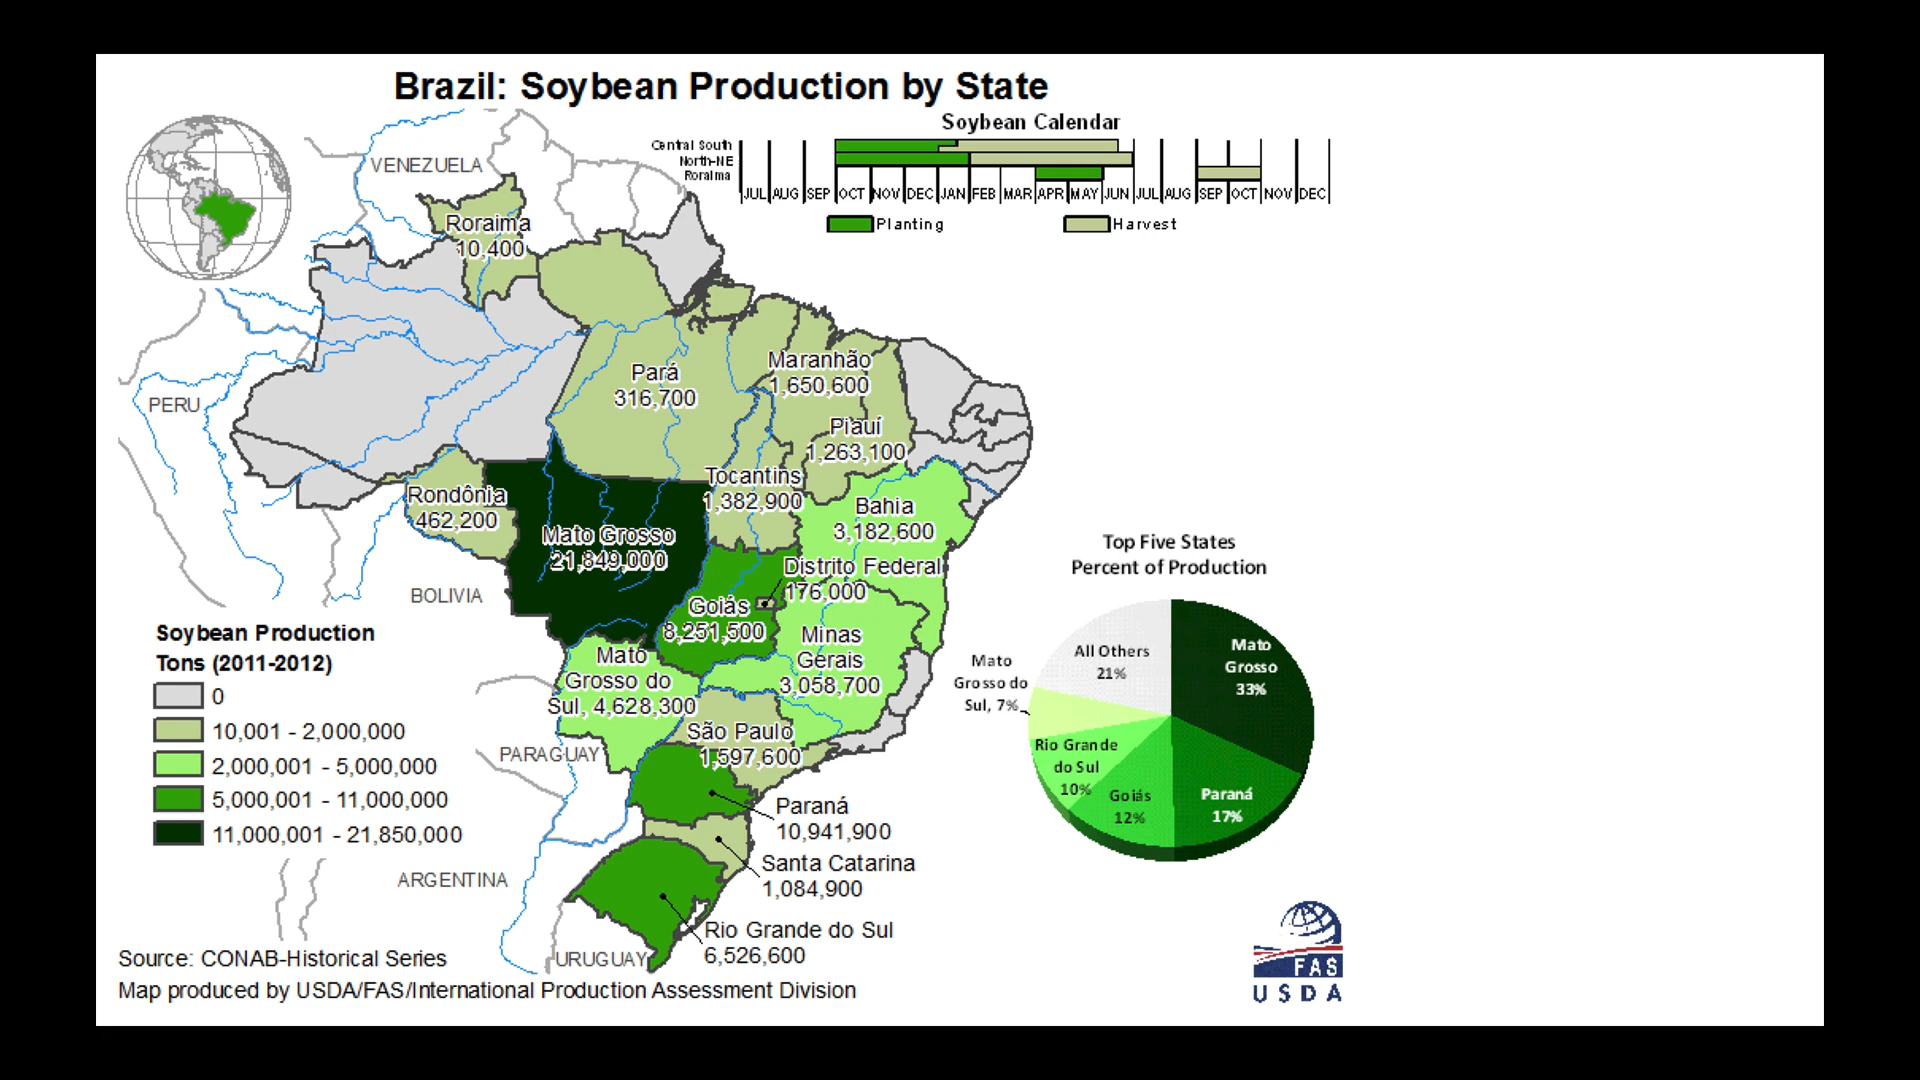 Brazil: Soybean Production by State
Soybean Calendar
Central South
North-NE
Roraima
JUL AUG SEP OCT NOV DEC JAN FEB MAR APR MAY JUN JUL AUG SEP OCT NOV DEC
Planting
Harvest
VENEZUELA
Roraima
10,400
PERU
Pará
316,700
Maranhão
1,650,600
Piauí
1,263,100
Tocantins
1,382,900
Rondônia
462,200
Bahia
3,182,600
Mato Grosso
21,849,000
Distrito Federal
176,000
BOLIVIA
Goiás
8,251,500
Minas
Gerais
3,058,700
Mato
Grosso do
Sul, 4,628,300
São Paulo
1,597,600
PARAGUAY
Paraná
10,941,900
Santa Catarina
1,084,900
ARGENTINA
Rio Grande do Sul
6,526,600
URUGUAY
Soybean Production
Tons (2011-2012)
0
10,001 - 2,000,000
2,000,001 - 5,000,000
5,000,001 - 11,000,000
11,000,001 - 21,850,000
Top Five States
Percent of Production
Mato
Grosso
33%
Paraná
17%
Goiás
12%
Rio Grande
do Sul
10%
Mato
Grosso do
Sul, 7%
All Others
21%
FAS
USDA
Source: CONAB-Historical Series
Map produced by USDA/FAS/International Production Assessment Division